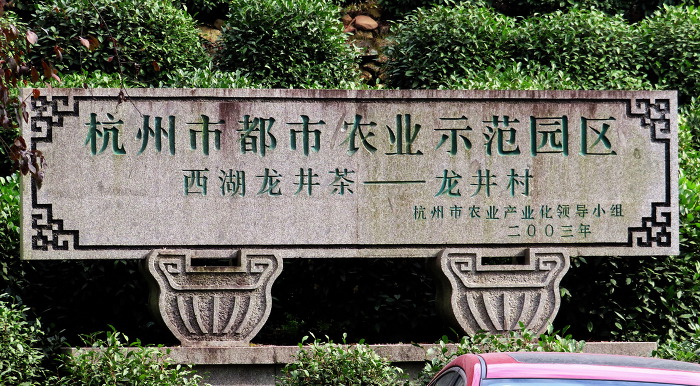 杭州市都市农业示范园区
西湖龙井茶——龙井村
杭州市农业产业化领导小组
二00三年